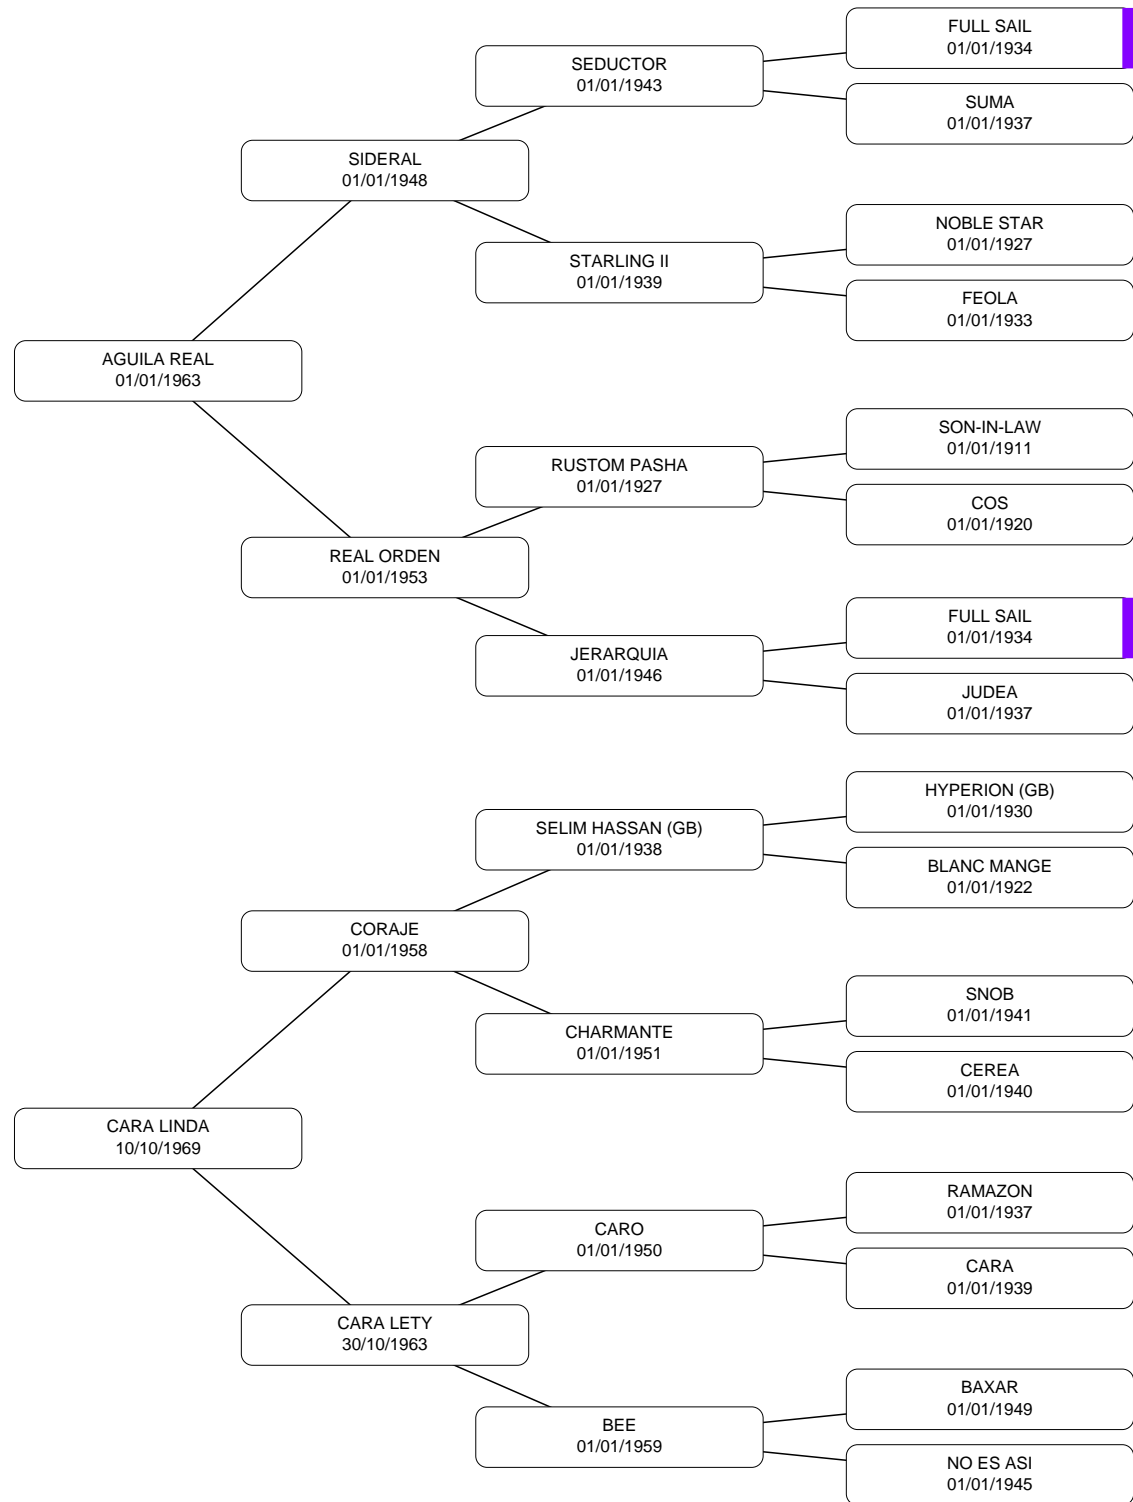 FULL SAIL
01/01/1934
SEDUCTOR
01/01/1943
SUMA
01/01/1937
SIDERAL
01/01/1948
NOBLE STAR
01/01/1927
STARLING II
01/01/1939
FEOLA
01/01/1933
AGUILA REAL
01/01/1963
SON-IN-LAW
01/01/1911
RUSTOM PASHA
01/01/1927
COS
01/01/1920
REAL ORDEN
01/01/1953
FULL SAIL
01/01/1934
JERARQUIA
01/01/1946
JUDEA
01/01/1937
HYPERION (GB)
01/01/1930
SELIM HASSAN (GB)
01/01/1938
BLANC MANGE
01/01/1922
CORAJE
01/01/1958
SNOB
01/01/1941
CHARMANTE
01/01/1951
CEREA
01/01/1940
CARA LINDA
10/10/1969
RAMAZON
01/01/1937
CARO
01/01/1950
CARA
01/01/1939
CARA LETY
30/10/1963
BAXAR
01/01/1949
BEE
01/01/1959
NO ES ASI
01/01/1945